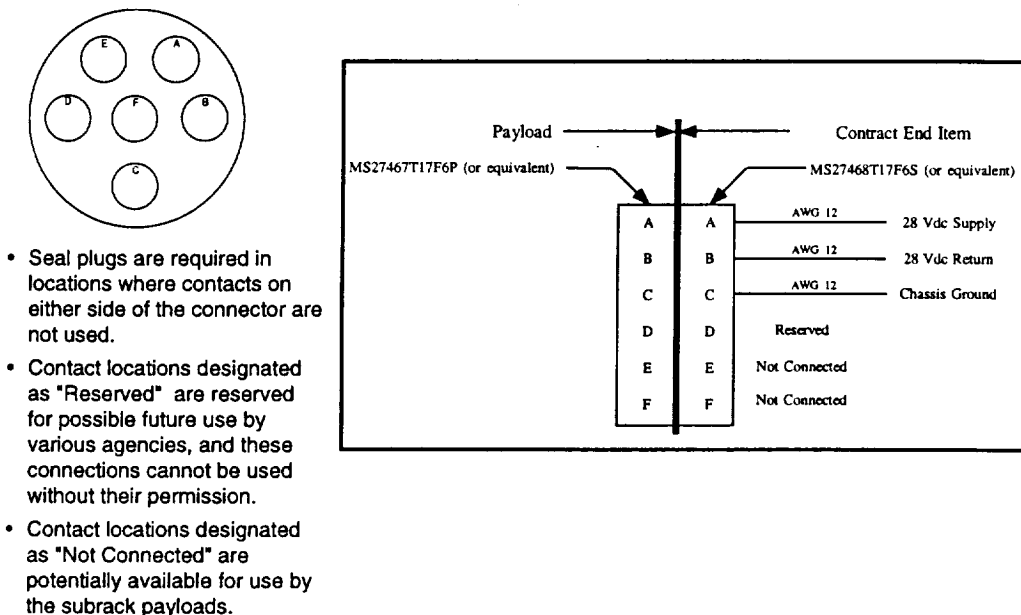 E A
D F B
C
• Seal plugs are required in
locations where contacts on
either side of the connector are
not used.
• Contact locations designated
as "Reserved" are reserved
for possible future use by
various agencies, and these
connections cannot be used
without their permission.
• Contact locations designated
as "Not Connected" are
potentially available for use by
the subrack payloads.
Payload Contract End Item
MS27467T17F6P (or equivalent) MS27468T17F6S (or equivalent)
A A AWG 12 28 Vdc Supply
B B AWG 12 28 Vdc Return
C C AWG 12 Chassis Ground
D D Reserved
E E Not Connected
F F Not Connected